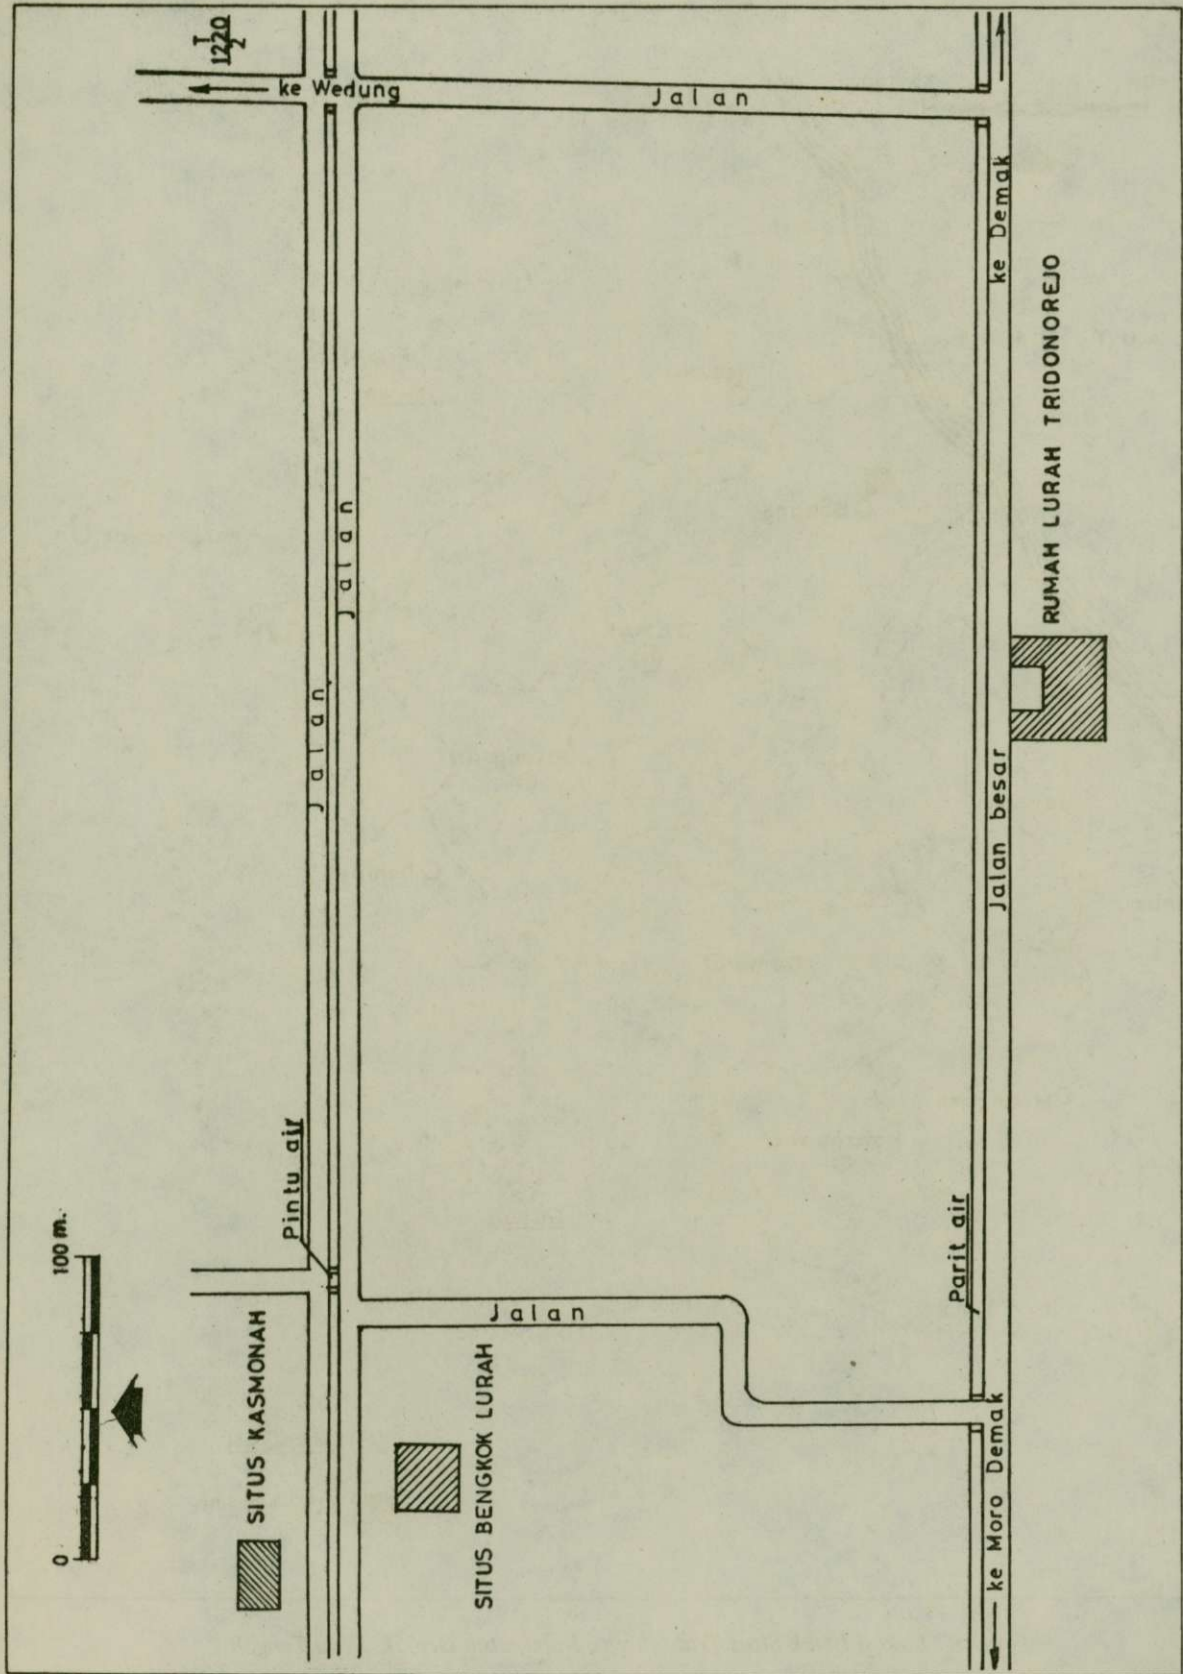 T
1220
2
ke Wedung
Jalan
ke Demak
RUMAH LURAH TRIDONOREJO
Jalan
Jalan
Jalan besar
Pintu air
Parit air
100 m.
0
SITUS KASMONAH
Jalan
SITUS BENGKOK LURAH
ke Moro Demak